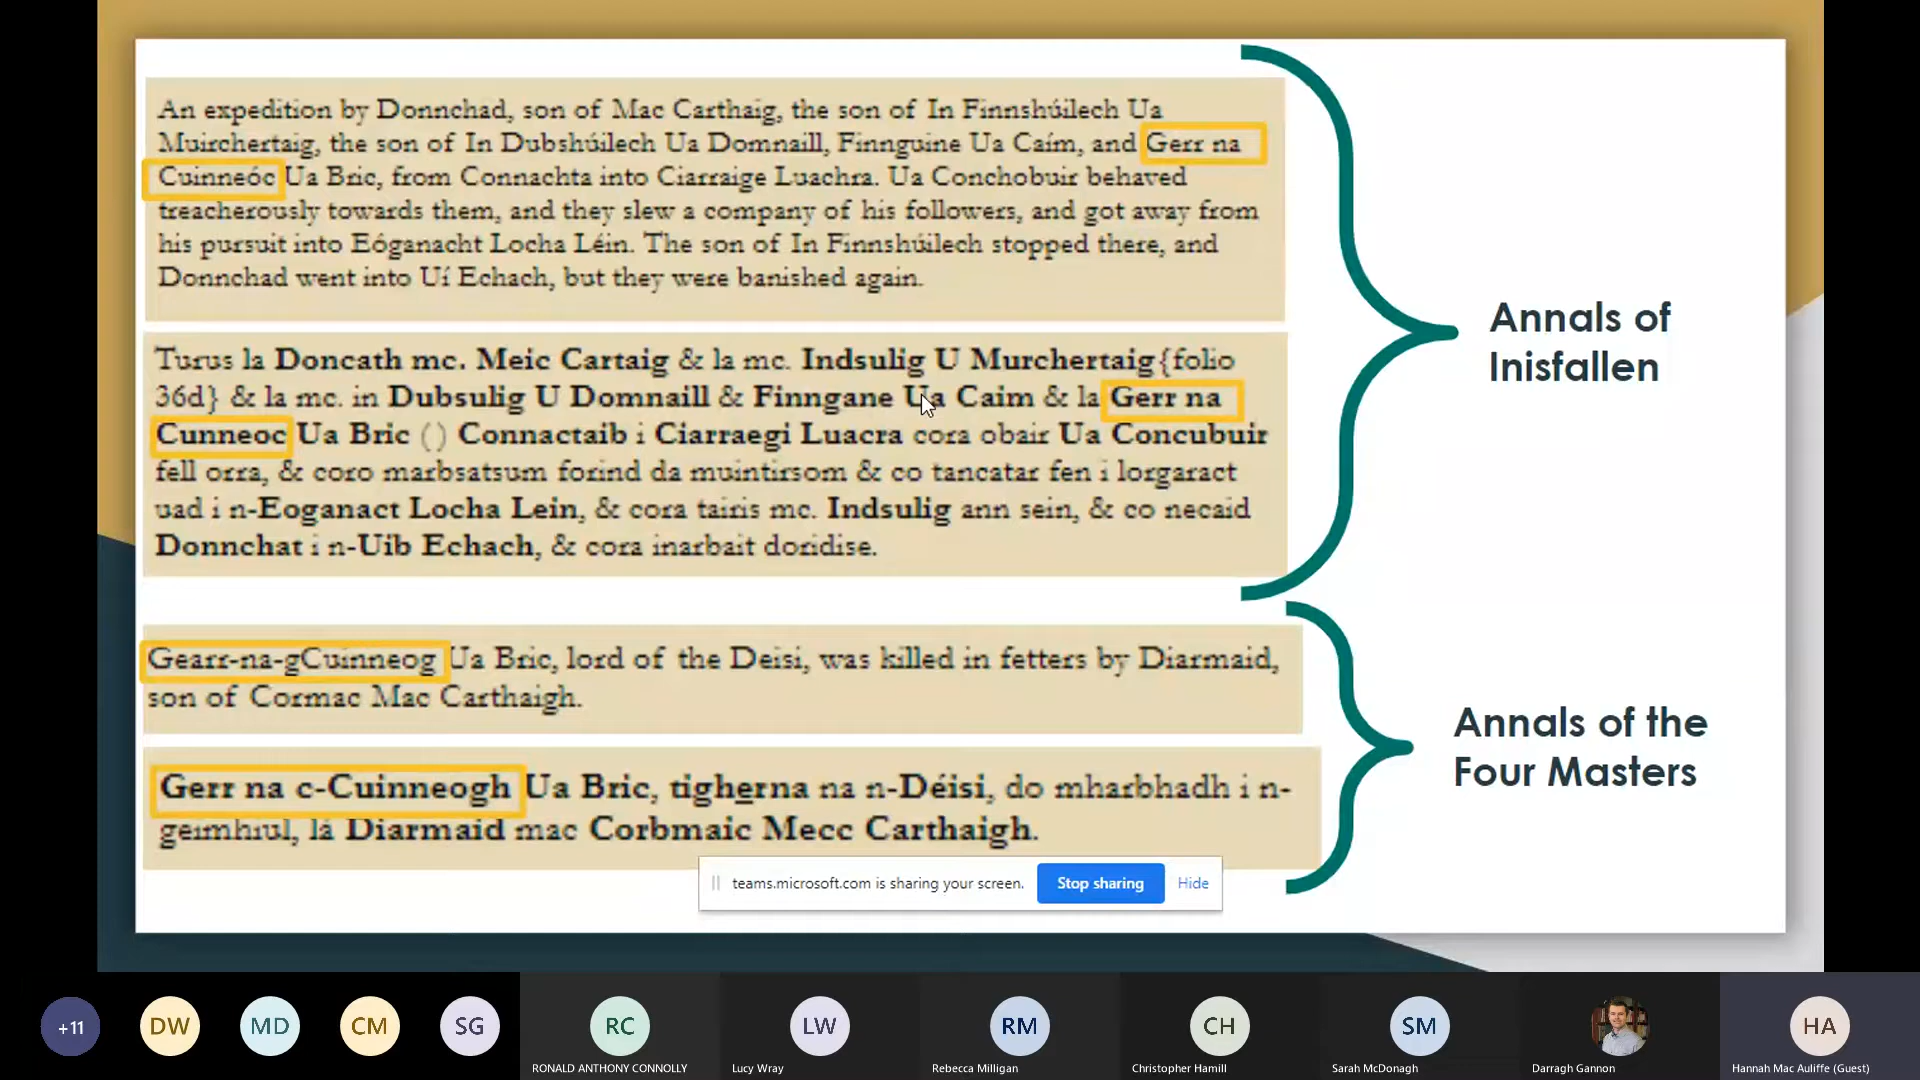 An expedition by Donnchad, son of Mac Carthaig, the son of In Finnshúilech Ua
Muirchertaig, the son of In Dubshúilech Ua Domnaill, Finnguine Ua Caím, and Gerr na
Cuinneóc Ua Bric, from Connachta into Ciarraige Luachra. Ua Conchobuir behaved
treacherously towards them, and they slew a company of his followers, and got away from
his pursuit into Eóganacht Locha Léin. The son of In Finnshúilech stopped there, and
Donnchad went into Uí Echach, but they were banished again.
Turus la Doncath mc. Meic Cartaig & la mc. Indsulig U Murchertaig{folio
36d} & la mc. in Dubsulig U Domnaill & Finngane Ua Caim & la Gerr na
Cunneoc Ua Bric () Connactaib i Ciarraegi Luacra cora obair Ua Concubuir
fell orra, & coro marbsatsum forind da muintirsom & co tancatar fen i lorgaract
uad i n-Eoganact Locha Lein, & cora tairis mc. Indsulig ann sein, & co necaid
Donnchat i n-Uib Echach, & cora inarbait doridise.
Annals of
Inisfallen
Gearr-na-gCuinneog Ua Bric, lord of the Deisi, was killed in fetters by Diarmaid,
son of Cormac Mac Carthaigh.
Gerr na c-Cuinneogh Ua Bric, tigherna na n-Déisi, do mharbhadh i n-
geimhiul, lá Diarmaid mac Corbmaic Mecc Carthaigh.
Annals of the
Four Masters
teams.microsoft.com is sharing your screen. Stop sharing Hide
+11 DW MD CM SG RC LW RM CH SM HA
RONALD ANTHONY CONNOLLY Lucy Wray Rebecca Milligan Christopher Hamill Sarah McDonagh Darragh Gannon Hannah Mac Auliffe (Guest)